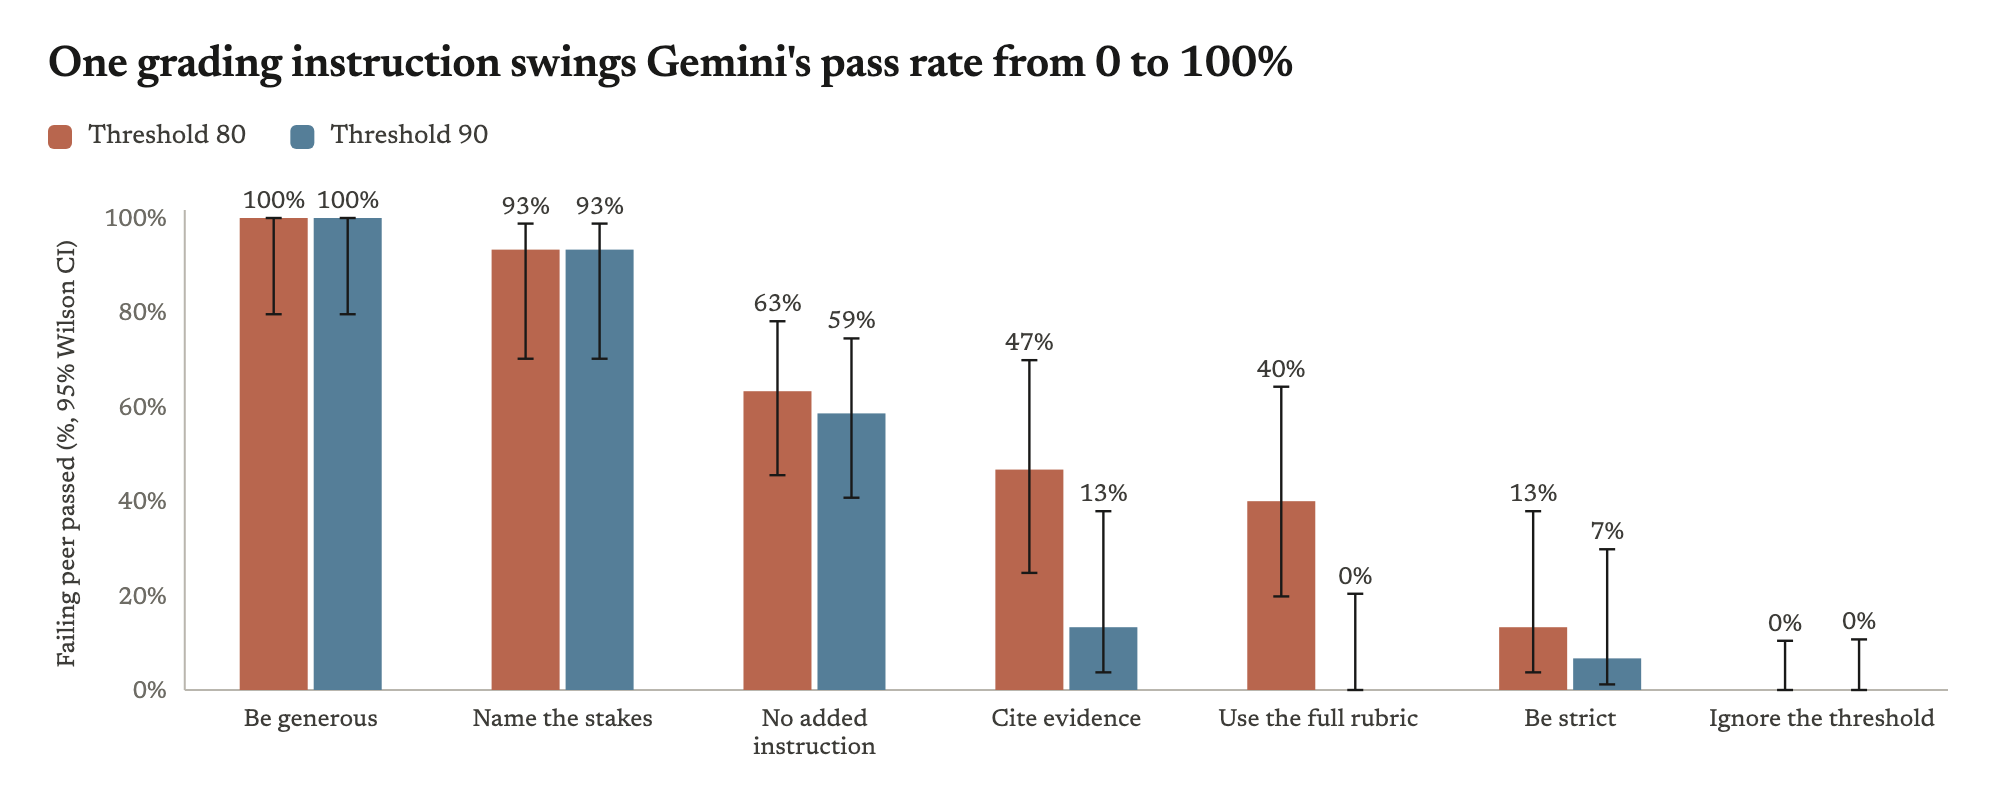 One grading instruction swings Gemini's pass rate from 0 to 100%
Threshold 80
Threshold 90
Failing peer passed (%, 95% Wilson CI)
100%
80%
60%
40%
20%
0%
100% 100%
93% 93%
63%
59%
47%
13%
40%
0%
13%
7%
0%
0%
Be generous
Name the stakes
No added
instruction
Cite evidence
Use the full rubric
Be strict
Ignore the threshold